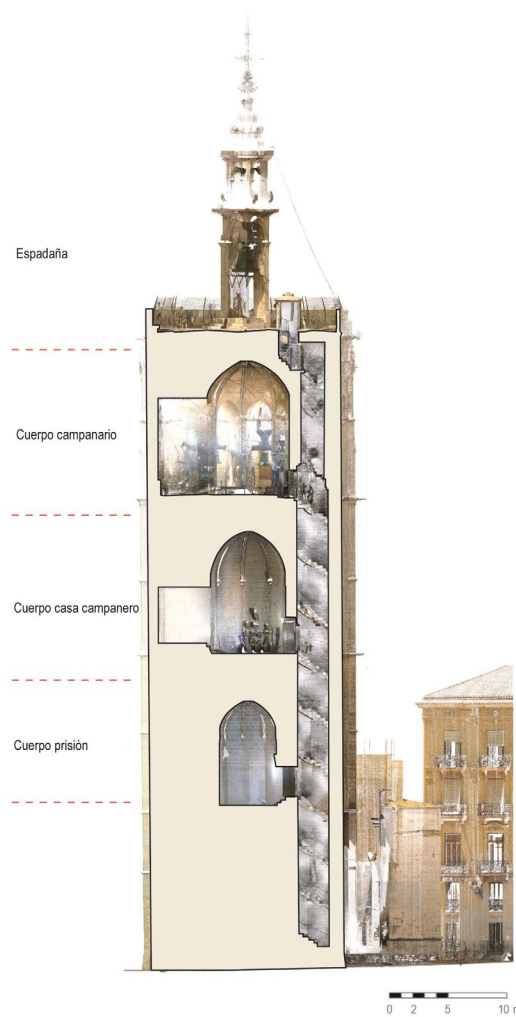 Espadaña
Cuerpo campanario
Cuerpo casa campanero
Cuerpo prisión
0 2 5 10 m